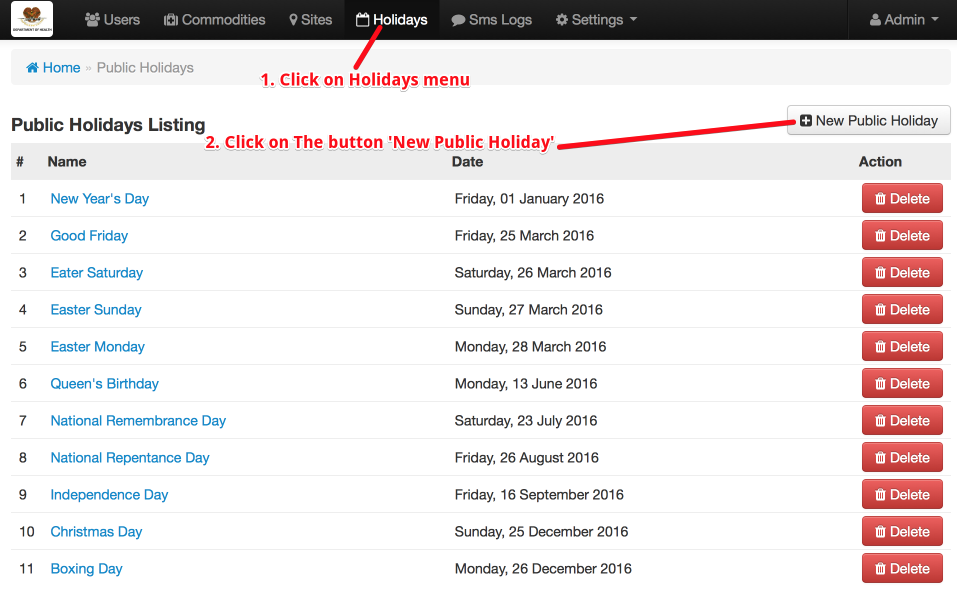 DEPARTMENT OF HEALTH
Users Commodities Sites Holidays Sms Logs Settings Admin
Home » Public Holidays
1. Click on Holidays menu
New Public Holiday
Public Holidays Listing
2. Click on The button 'New Public Holiday'
# Name Date Action
1 New Year's Day Friday, 01 January 2016 Delete
2 Good Friday Friday, 25 March 2016 Delete
3 Eater Saturday Saturday, 26 March 2016 Delete
4 Easter Sunday Sunday, 27 March 2016 Delete
5 Easter Monday Monday, 28 March 2016 Delete
6 Queen's Birthday Monday, 13 June 2016 Delete
7 National Remembrance Day Saturday, 23 July 2016 Delete
8 National Repentance Day Friday, 26 August 2016 Delete
9 Independence Day Friday, 16 September 2016 Delete
10 Christmas Day Sunday, 25 December 2016 Delete
11 Boxing Day Monday, 26 December 2016 Delete